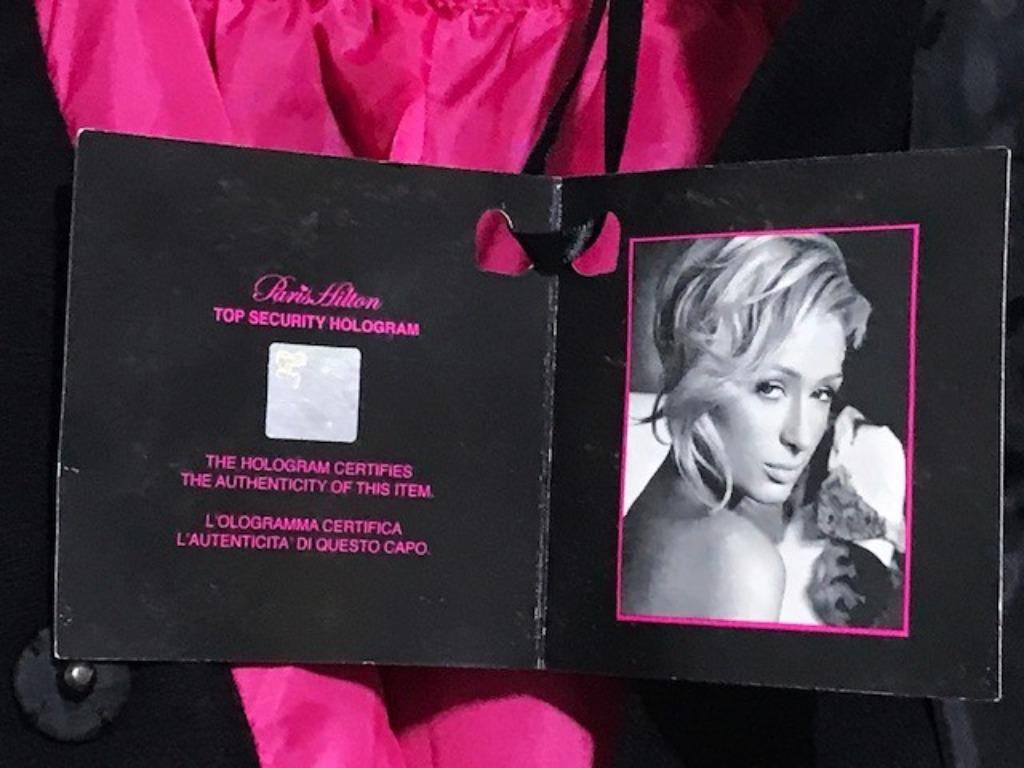 Paris Hilton
TOP SECURITY HOLOGRAM
THE HOLOGRAM CERTIFIES
THE AUTHENTICITY OF THIS ITEM.
L'OLOGRAMMA CERTIFICA
L'AUTENTICITA' DI QUESTO CAPO.